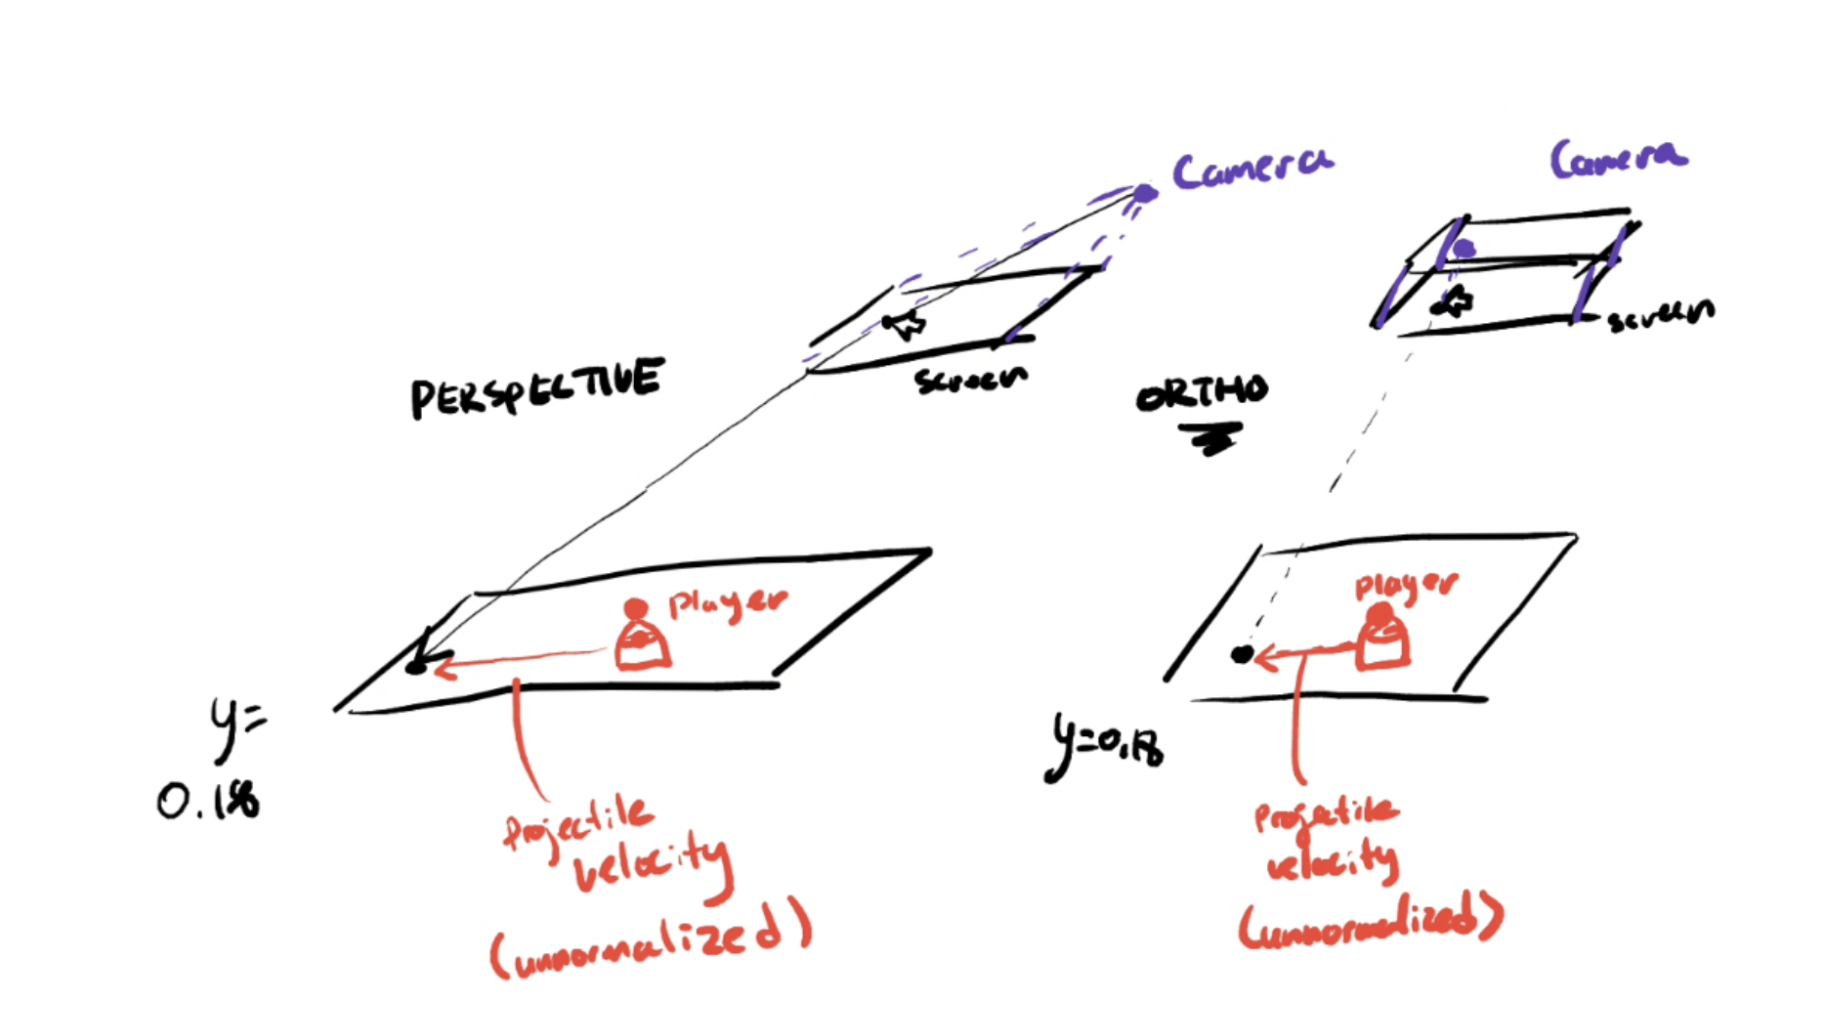 Camera
Camera
screen
PERSPECTIVE
screen
ORTHO
player
player
y=
0.18
y=0.18
Projectile
velocity
(unnormalized)
Projectile
velocity
(unnormalized)